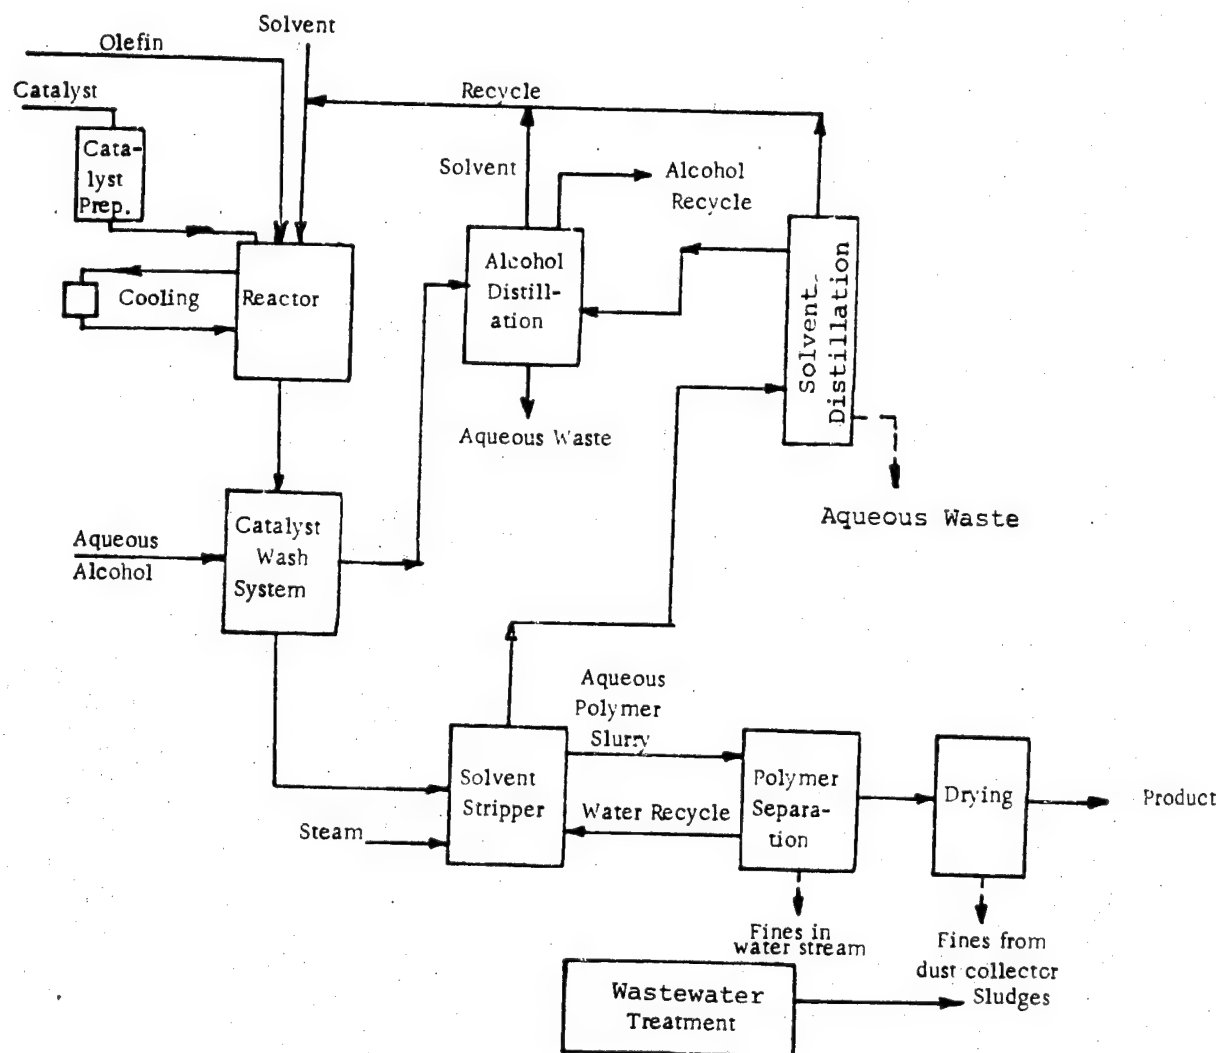 Solvent
Olefin
Catalyst
Recycle
Cata-
lyst
Prep.
Solvent
Alcohol
Recycle
Cooling
Reactor
Alcohol
Distill-
ation
Solvent
Distillation
Aqueous Waste
Aqueous Waste
Aqueous
Alcohol
Catalyst
Wash
System
Aqueous
Polymer
Slurry
Solvent
Stripper
Steam
Water Recycle
Polymer
Separa-
tion
Drying
Product
Fines in
water stream
Fines from
dust collector
Sludges
Wastewater
Treatment